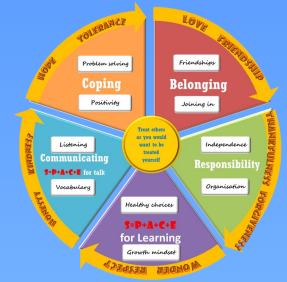 HOPE
TOLERANCE
LOVE
FRIENDSHIP
Problem solving
Coping
Positivity
Friendships
Belonging
Joining in
Treat others
as you would
want to be
treated
yourself
Listening
Communicating
S•P•A•C•E for talk
Vocabulary
Independence
Responsibility
Organisation
THANKFULNESS
FORGIVENESS
Healthy choices
S•P•A•C•E
for Learning
Growth mindset
WONDER
RESPECT
HONESTY